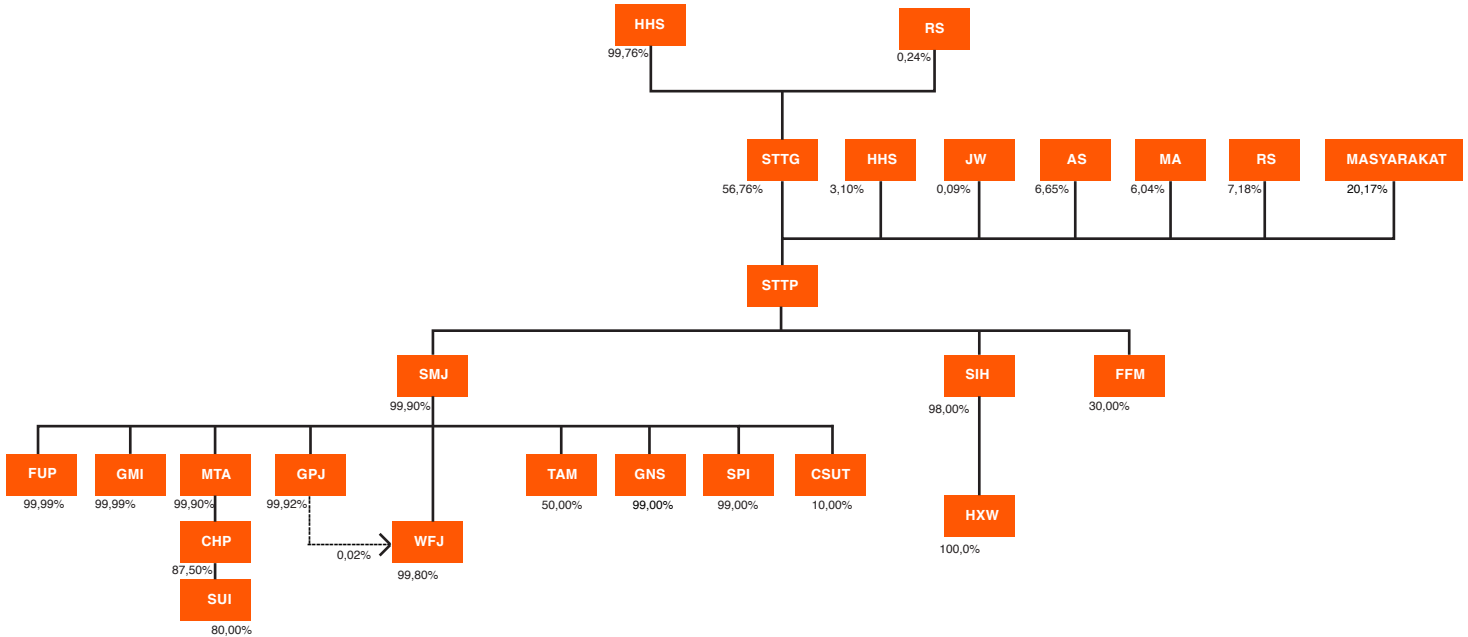 HHS
99,76%
RS
0,24%
STTG
56,76%
HHS
3,10%
JW
0,09%
AS
6,65%
MA
6,04%
RS
7,18%
MASYARAKAT
20,17%
STTP
SMJ
99,90%
SIH
98,00%
FFM
30,00%
FUP
99,99%
GMI
99,99%
MTA
99,90%
GPJ
99,92%
TAM
50,00%
GNS
99,00%
SPI
99,00%
CSUT
10,00%
CHP
87,50%
0,02%
WFJ
99,80%
HXW
100,0%
SUI
80,00%